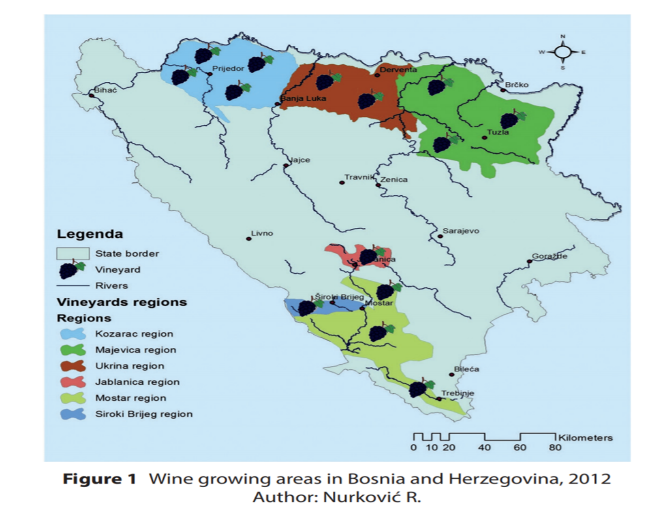 N
W
E
S
Prijedor
Derventa
Bihać
Brčko
Banja Luka
Tuzla
Jajce
Travnik
Zenica
Livno
Sarajevo
Goražde
Široki Brijeg
Mostar
Bileća
Trebinje
Legenda
State border
Vineyard
Rivers
Vineyards regions
Regions
Kozarac region
Majevica region
Ukrina region
Jablanica region
Mostar region
Siroki Brijeg region
Kilometers
0 10 20 40 60 80
Figure 1 Wine growing areas in Bosnia and Herzegovina, 2012
Author: Nurković R.